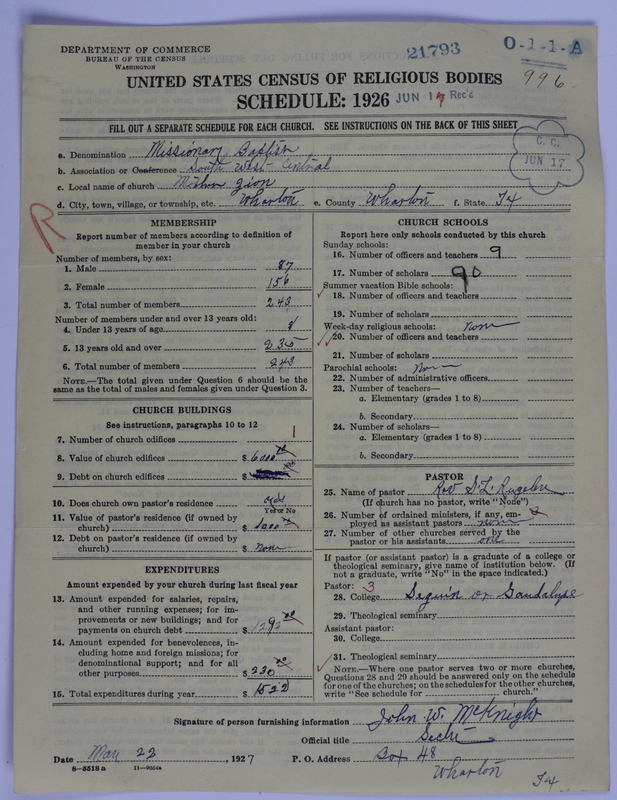 DEPARTMENT OF COMMERCE
BUREAU OF THE CENSUS
WASHINGTON
21793
O-1-1-A
996
UNITED STATES CENSUS OF RELIGIOUS BODIES
SCHEDULE: 1926 JUN 17 Rec'd
FILL OUT A SEPARATE SCHEDULE FOR EACH CHURCH. SEE INSTRUCTIONS ON THE BACK OF THIS SHEET
C. C.
JUN 17
a. Denomination Missionary Baptist
b. Association or Conference South West Central
c. Local name of church Mother Zion
d. City, town, village, or township, etc. Wharton e. County Wharton f. State Tx
R
MEMBERSHIP
Report number of members according to definition of
member in your church
Number of members, by sex:
1. Male 87
2. Female 156
3. Total number of members 243
Number of members under and over 13 years old:
4. Under 13 years of age 8
5. 13 years old and over 235
6. Total number of members 243
NOTE.—The total given under Question 6 should be the
same as the total of males and females given under Question 3.
CHURCH BUILDINGS
See instructions, paragraphs 10 to 12
7. Number of church edifices 1
8. Value of church edifices $ 6000
9. Debt on church edifices $
10. Does church own pastor's residence yes
Yes or No
11. Value of pastor's residence (if owned by
church) $ 1000
12. Debt on pastor's residence (if owned by
church) $ None
EXPENDITURES
Amount expended by your church during last fiscal year
13. Amount expended for salaries, repairs,
and other running expenses; for im-
provements or new buildings; and for
payments on church debt $ 1292
14. Amount expended for benevolences, in-
cluding home and foreign missions; for
denominational support; and for all
other purposes $ 230
15. Total expenditures during year $ 1522
CHURCH SCHOOLS
Report here only schools conducted by this church
Sunday schools:
16. Number of officers and teachers 9
17. Number of scholars 90
Summer vacation Bible schools:
18. Number of officers and teachers
19. Number of scholars
Week-day religious schools: None
20. Number of officers and teachers
21. Number of scholars
Parochial schools: None
22. Number of administrative officers
23. Number of teachers—
a. Elementary (grades 1 to 8)
b. Secondary
24. Number of scholars—
a. Elementary (grades 1 to 8)
b. Secondary
PASTOR
25. Name of pastor Rev S. L.
(If church has no pastor, write "None")
26. Number of ordained ministers, if any, em-
ployed as assistant pastors none
27. Number of other churches served by the
pastor or his assistants one
If pastor (or assistant pastor) is a graduate of a college or
theological seminary, give name of institution below. (If
not a graduate, write "No" in the space indicated.)
Pastor: 3
28. College Seguin or Guadalupe
29. Theological seminary
Assistant pastor:
30. College
31. Theological seminary
NOTE.—Where one pastor serves two or more churches,
Questions 28 and 29 should be answered only on the schedule
for one of the churches; on the schedules for the other churches,
write "See schedule for church."
Signature of person furnishing information John W. McKnight
Official title
Date Mar 22, 1927 P. O. Address Box 48
8—5518 a 11—9554a
Wharton Tx